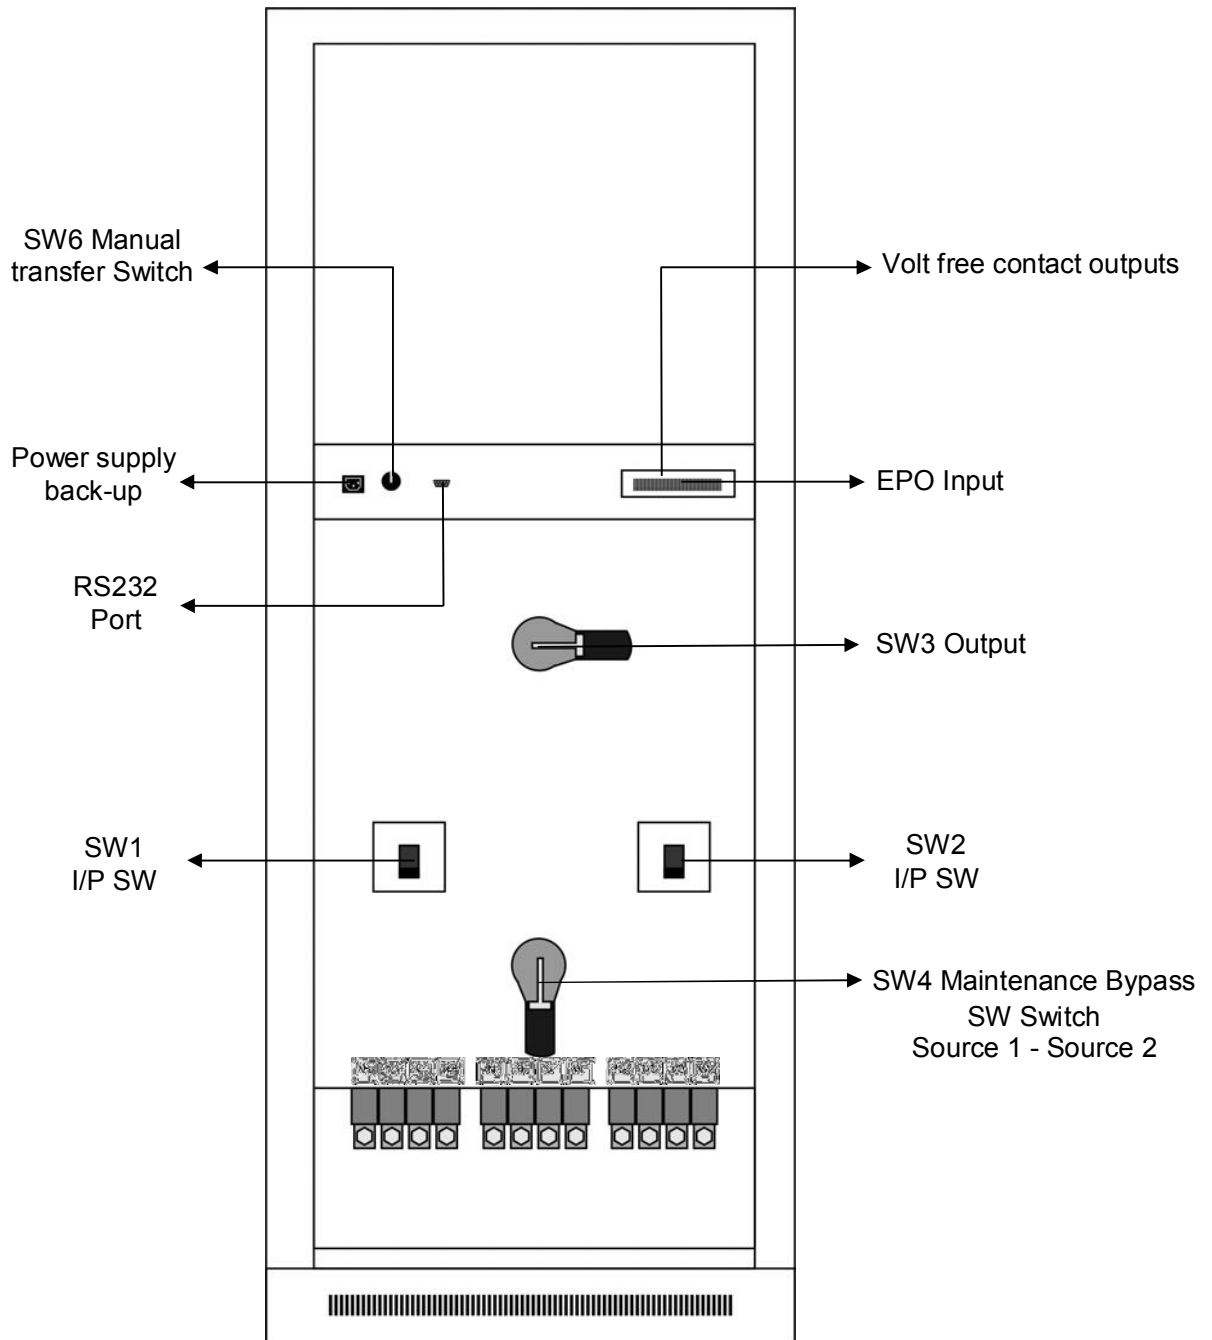 SW6 Manual
transfer Switch
Volt free contact outputs
Power supply
back-up
EPO Input
RS232
Port
SW3 Output
SW1
I/P SW
SW2
I/P SW
SW4 Maintenance Bypass
SW Switch
Source 1 - Source 2